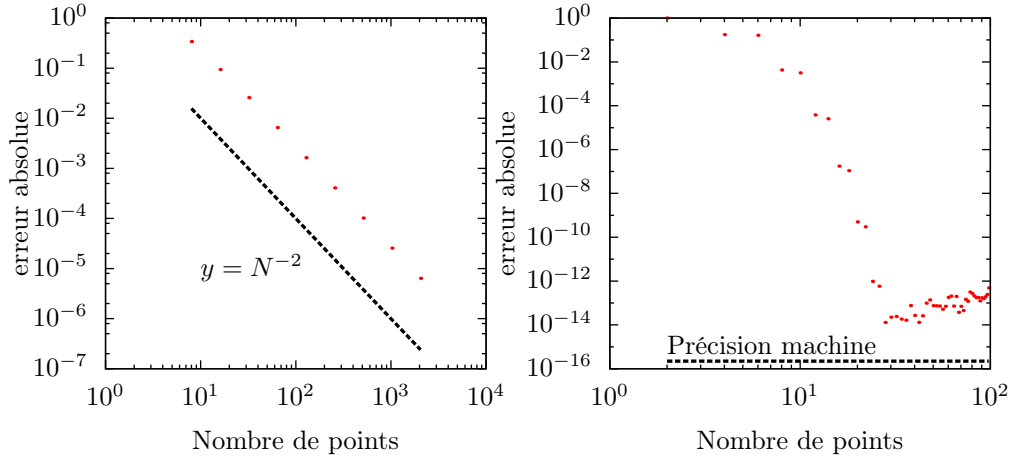 10^0
10^-1
10^-2
10^-3
10^-4
10^-5
10^-6
10^-7
erreur absolue
y = N^-2
10^0 10^1 10^2 10^3 10^4
Nombre de points
10^0
10^-2
10^-4
10^-6
10^-8
10^-10
10^-12
10^-14
10^-16
erreur absolue
Précision machine
10^0 10^1 10^2
Nombre de points